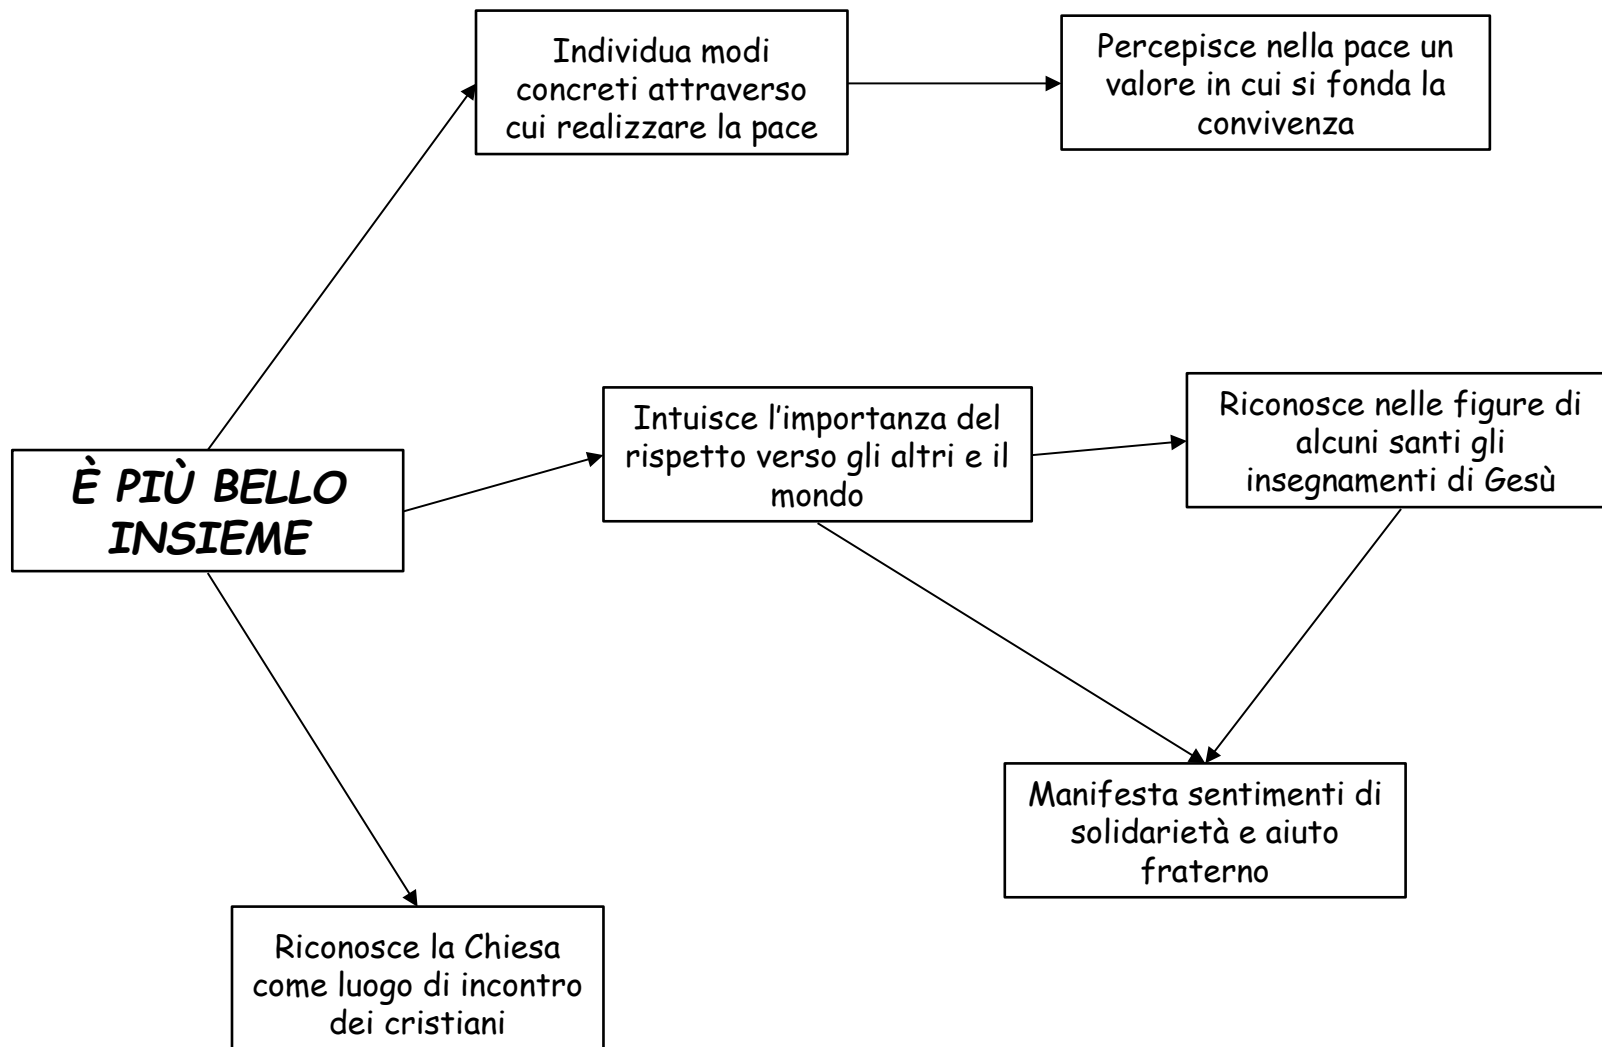 Individua modi
concreti attraverso
cui realizzare la pace
Percepisce nella pace un
valore in cui si fonda la
convivenza
È PIÙ BELLO
INSIEME
Intuisce l’importanza del
rispetto verso gli altri e il
mondo
Riconosce nelle figure di
alcuni santi gli
insegnamenti di Gesù
Manifesta sentimenti di
solidarietà e aiuto
fraterno
Riconosce la Chiesa
come luogo di incontro
dei cristiani